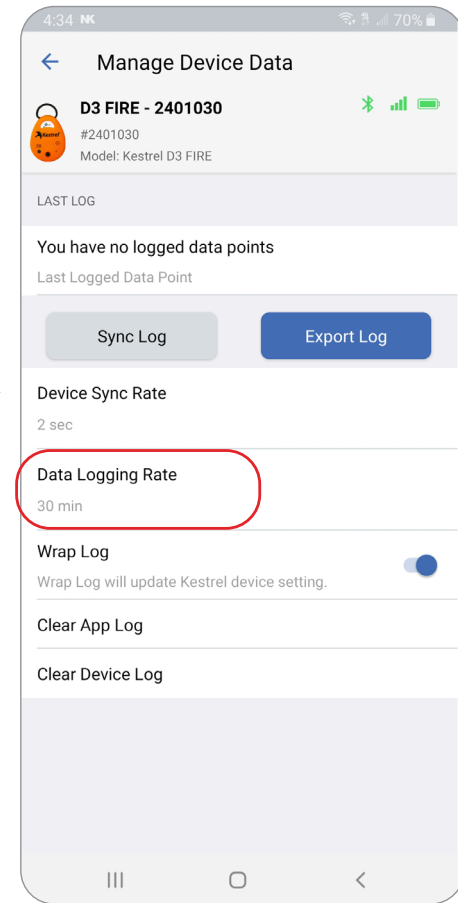 4:34 NK 70%
Manage Device Data
D3 FIRE - 2401030
#2401030
Model: Kestrel D3 FIRE
Kestrel
LAST LOG
You have no logged data points
Last Logged Data Point
Sync Log Export Log
Device Sync Rate
2 sec
Data Logging Rate
30 min
Wrap Log
Wrap Log will update Kestrel device setting.
Clear App Log
Clear Device Log